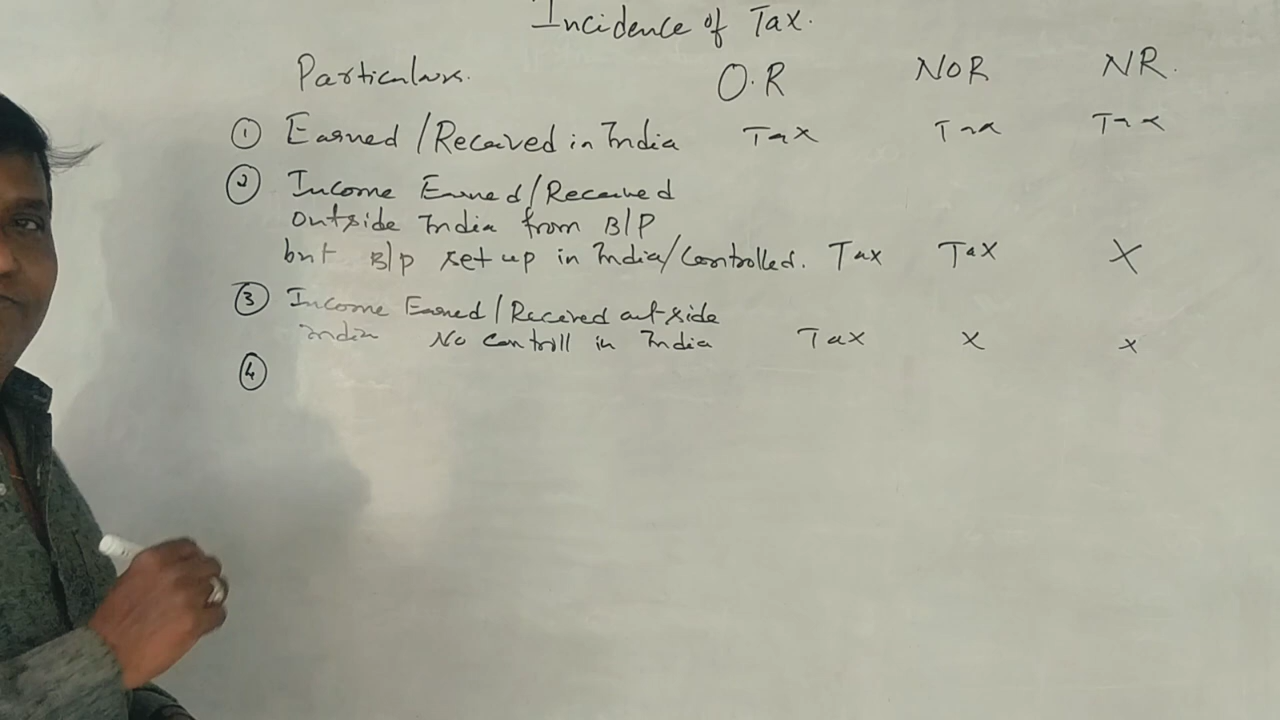 Incidence of Tax.
Particulars. O.R NOR NR.
① Earned /Received in India Tax Tax Tax
② Income Earned/Received
outside India from B/P
but B/p set up in India/Controlled. Tax Tax X
③ Income Earned/Received outside
India No Controll in India Tax X X
④